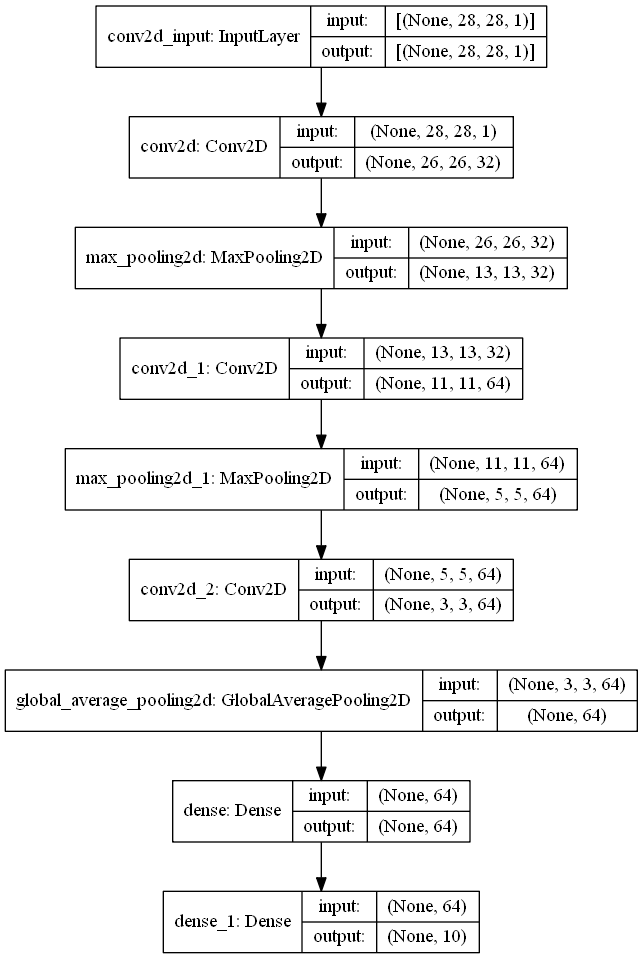 conv2d_input: InputLayer
input:
[(None, 28, 28, 1)]
output:
[(None, 28, 28, 1)]
conv2d: Conv2D
input:
(None, 28, 28, 1)
output:
(None, 26, 26, 32)
max_pooling2d: MaxPooling2D
input:
(None, 26, 26, 32)
output:
(None, 13, 13, 32)
conv2d_1: Conv2D
input:
(None, 13, 13, 32)
output:
(None, 11, 11, 64)
max_pooling2d_1: MaxPooling2D
input:
(None, 11, 11, 64)
output:
(None, 5, 5, 64)
conv2d_2: Conv2D
input:
(None, 5, 5, 64)
output:
(None, 3, 3, 64)
global_average_pooling2d: GlobalAveragePooling2D
input:
(None, 3, 3, 64)
output:
(None, 64)
dense: Dense
input:
(None, 64)
output:
(None, 64)
dense_1: Dense
input:
(None, 64)
output:
(None, 10)